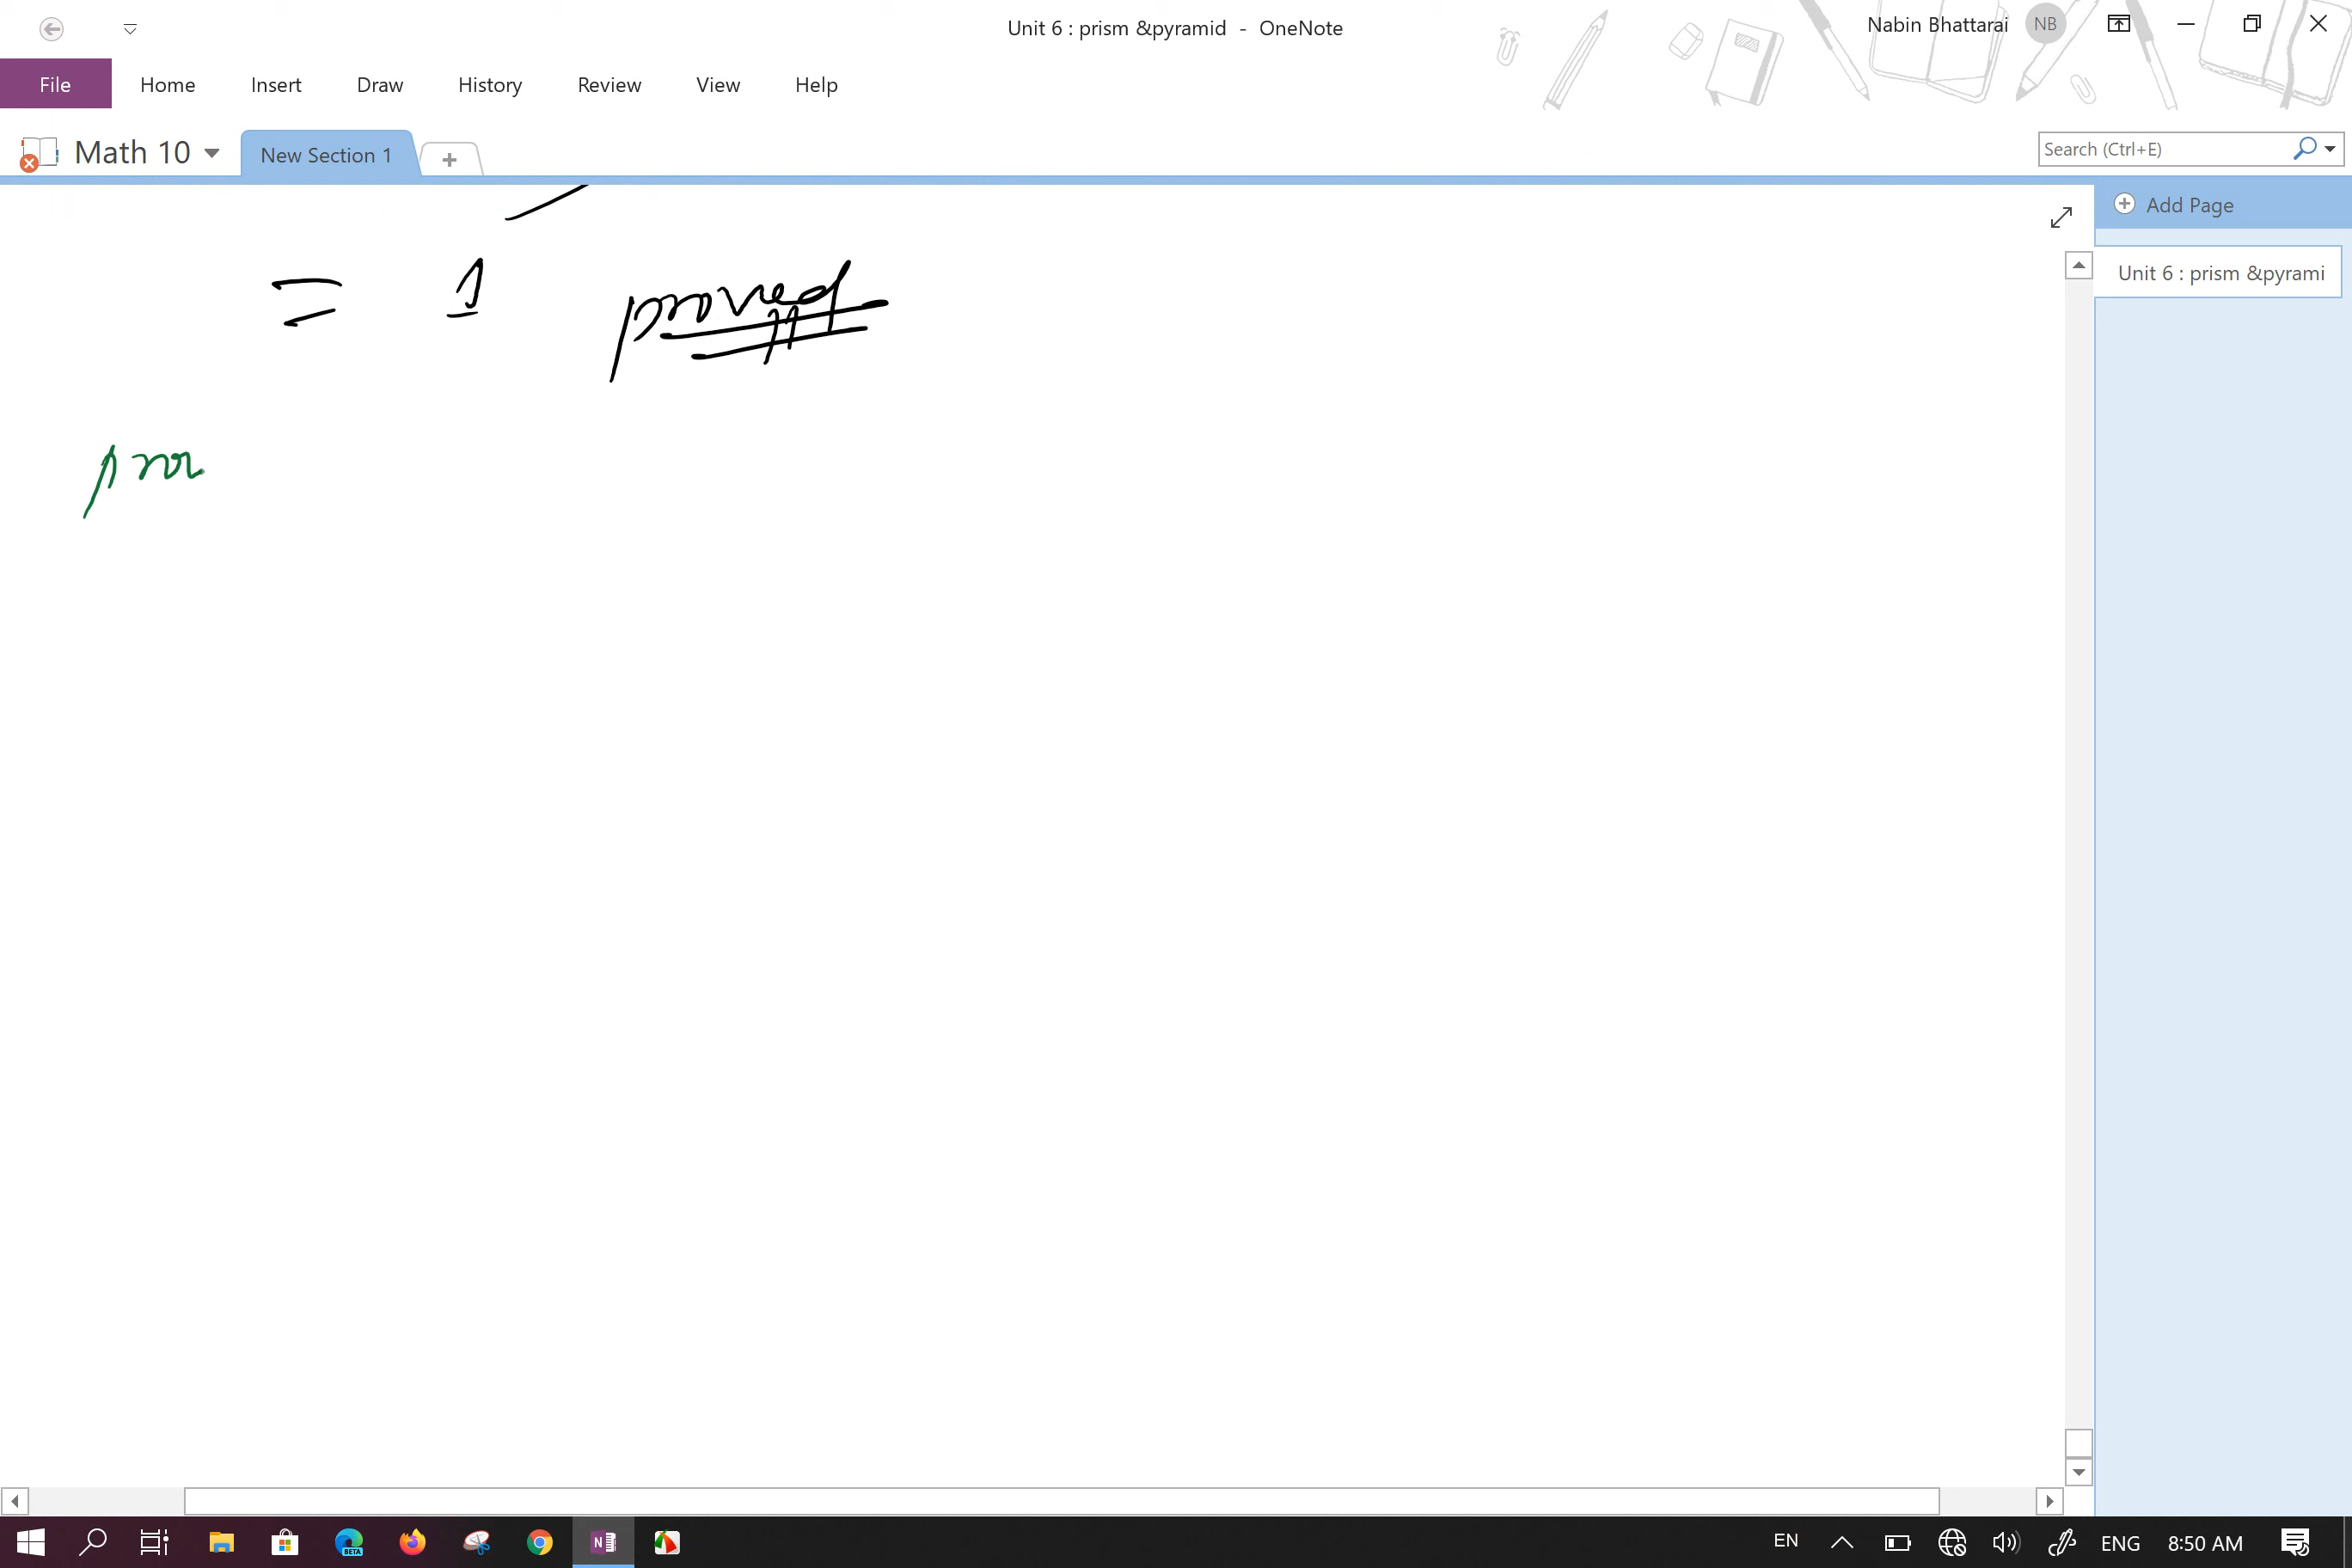 Unit 6 : prism &pyramid - OneNote
Nabin Bhattarai NB
File Home Insert Draw History Review View Help
Math 10 New Section 1
Search (Ctrl+E)
Add Page
Unit 6 : prism &pyrami
= 1 proved
BETA
N
EN ENG 8:50 AM